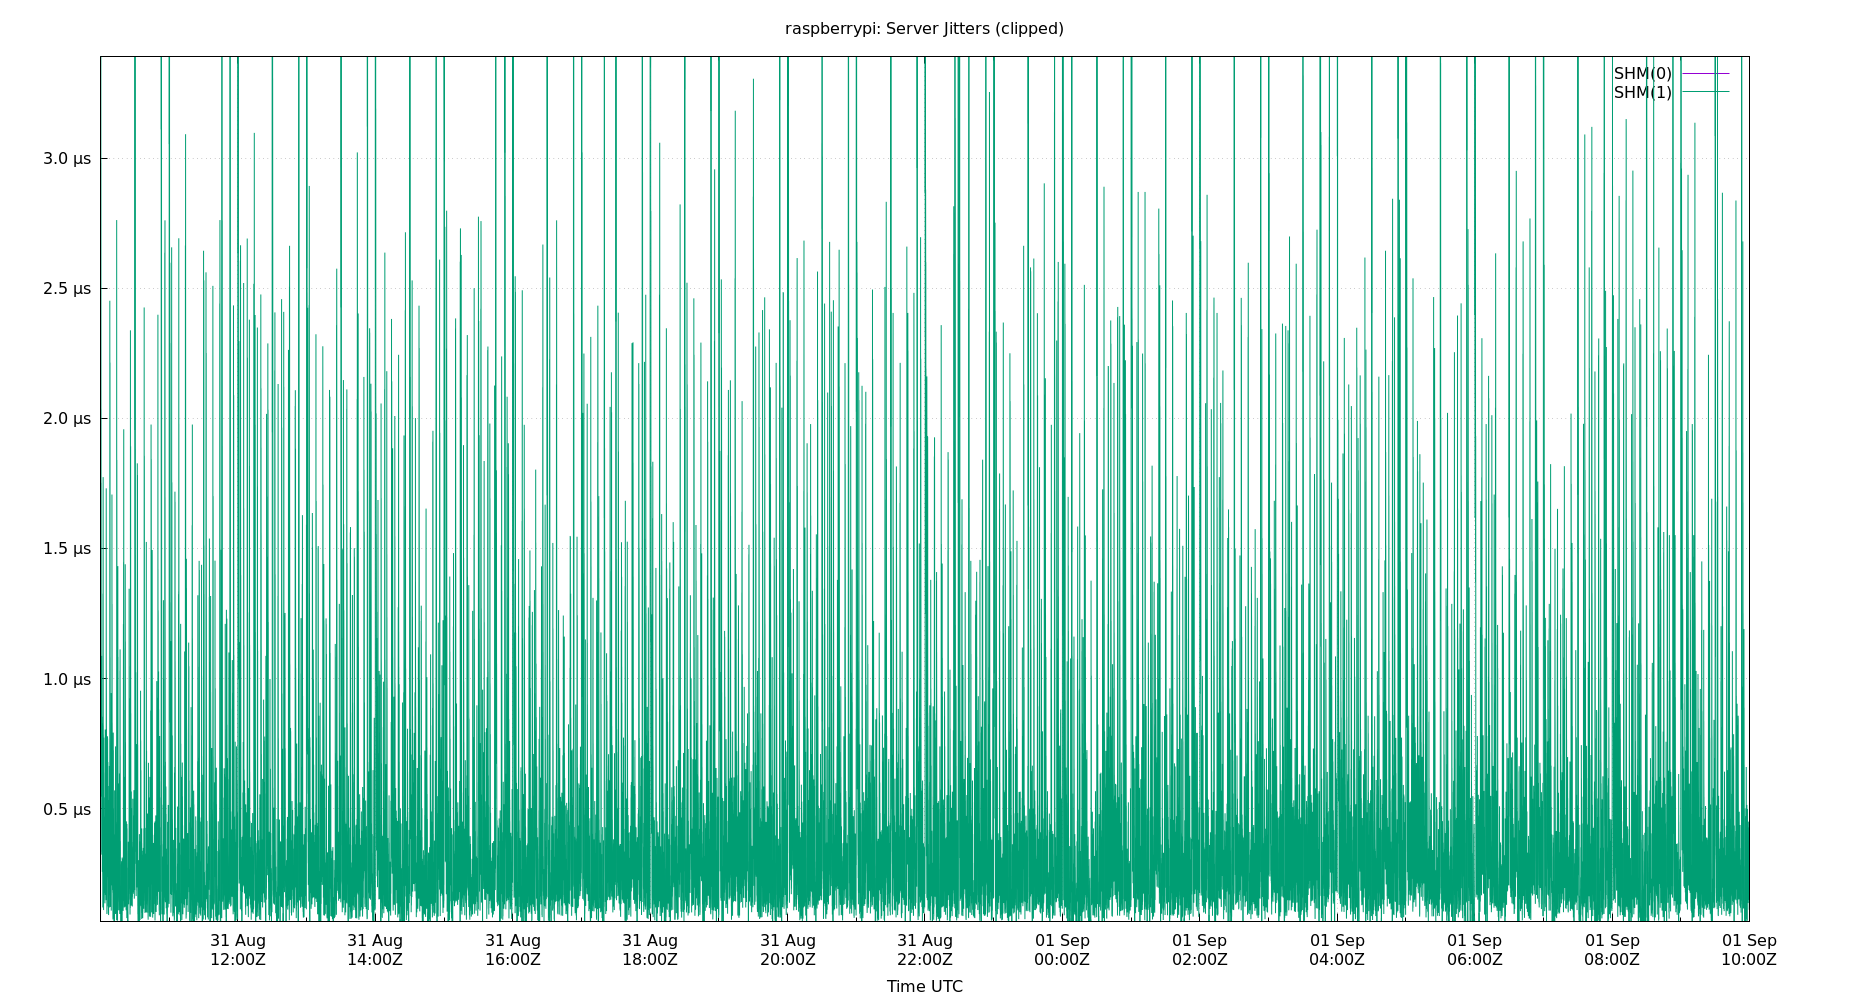 raspberrypi: Server Jitters (clipped)
SHM(0)
SHM(1)
3.0 µs
2.5 µs
2.0 µs
1.5 µs
1.0 µs
0.5 µs
31 Aug 31 Aug 31 Aug 31 Aug 31 Aug 31 Aug 01 Sep 01 Sep 01 Sep 01 Sep 01 Sep 01 Sep
12:00Z 14:00Z 16:00Z 18:00Z 20:00Z 22:00Z 00:00Z 02:00Z 04:00Z 06:00Z 08:00Z 10:00Z
Time UTC